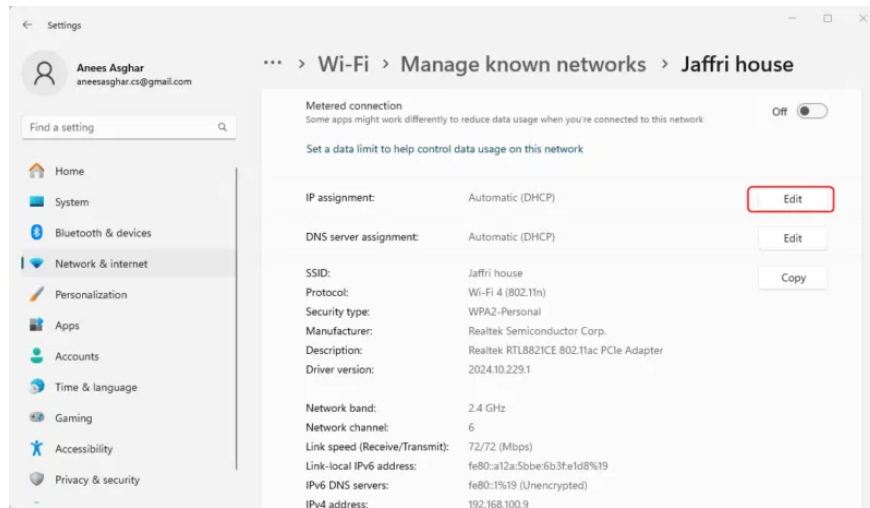 Settings
Anees Asghar
aneesasghar.cs@gmail.com
Find a setting
Home
System
Bluetooth & devices
Network & internet
Personalization
Apps
Accounts
Time & language
Gaming
Accessibility
Privacy & security
··· > Wi-Fi > Manage known networks > Jaffri house
Metered connection
Some apps might work differently to reduce data usage when you're connected to this network
Off
Set a data limit to help control data usage on this network
IP assignment: Automatic (DHCP) Edit
DNS server assignment: Automatic (DHCP) Edit
SSID: Jaffri house Copy
Protocol: Wi-Fi 4 (802.11n)
Security type: WPA2-Personal
Manufacturer: Realtek Semiconductor Corp.
Description: Realtek RTL8821CE 802.11ac PCIe Adapter
Driver version: 2024.10.229.1
Network band: 2.4 GHz
Network channel: 6
Link speed (Receive/Transmit): 72/72 (Mbps)
Link-local IPv6 address: fe80::a12a:5bbe:6b3f:e1d8%19
IPv6 DNS servers: fe80::1%19 (Unencrypted)
IPv4 address: 192.168.100.9